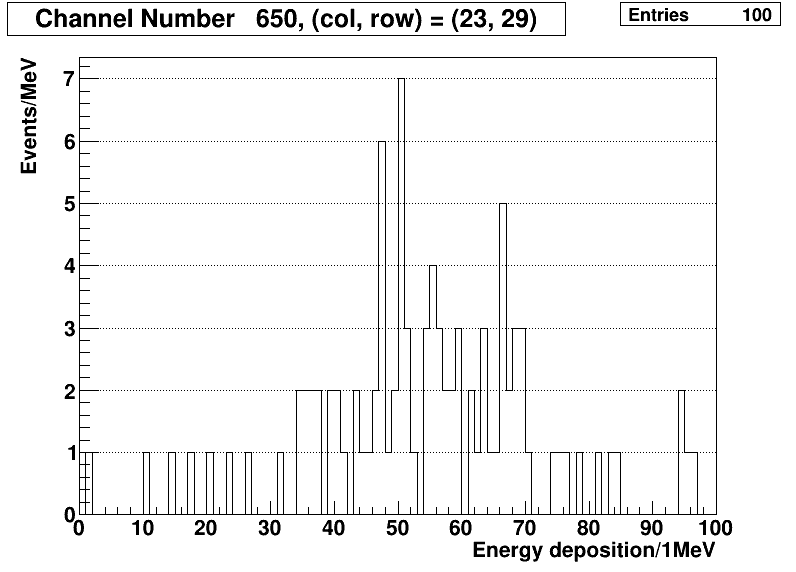 Channel Number 650, (col, row) = (23, 29)
Entries 100
Events/MeV
7
6
5
4
3
2
1
0
0 10 20 30 40 50 60 70 80 90 100
Energy deposition/1MeV